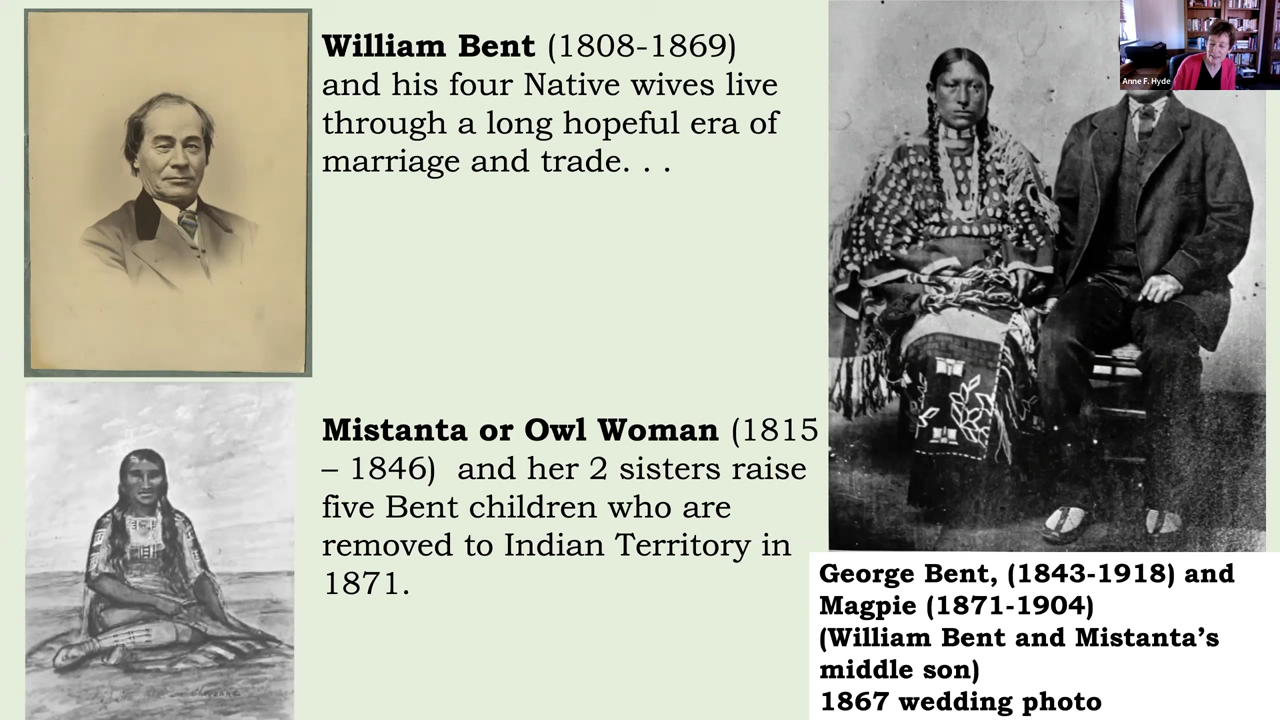 William Bent (1808-1869)
and his four Native wives live
through a long hopeful era of
marriage and trade. . .
Mistanta or Owl Woman (1815
– 1846)  and her 2 sisters raise
five Bent children who are
removed to Indian Territory in
1871.
Anne F. Hyde
George Bent, (1843-1918) and
Magpie (1871-1904)
(William Bent and Mistanta’s
middle son)
1867 wedding photo